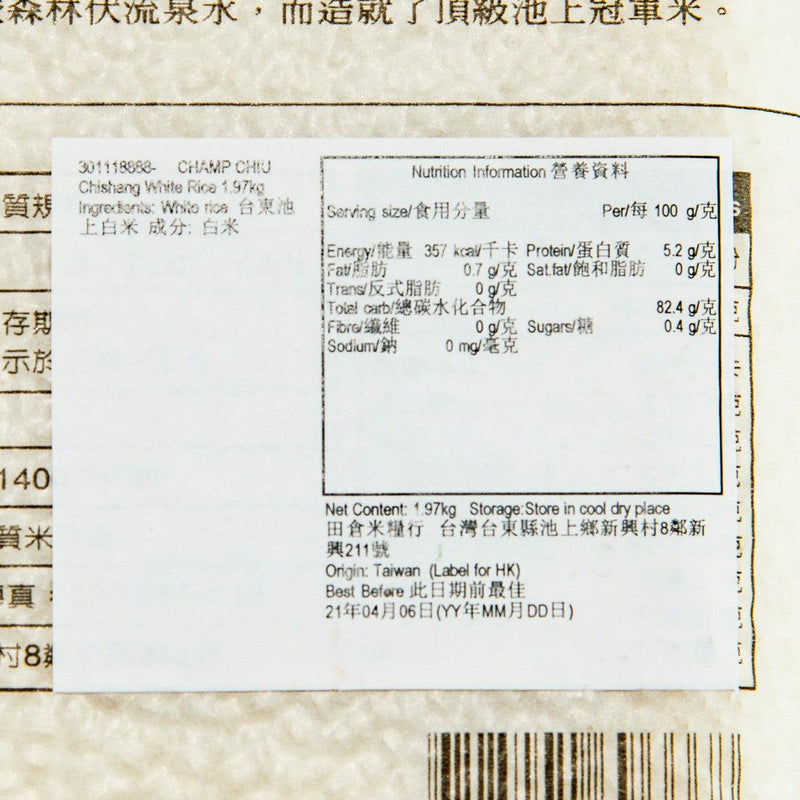 森林伏流泉水，而造就了頂級池上冠軍米。
301118888- CHAMP CHIU
Chishang White Rice 1.97kg
Ingredients: White rice 台東池
上白米 成分: 白米
Nutrition Information 營養資料
Serving size/食用分量 Per/每 100 g/克
Energy/能量 357 kcal/千卡 Protein/蛋白質 5.2 g/克
Fat/脂肪 0.7 g/克 Sat.fat/飽和脂肪 0 g/克
Trans/反式脂肪 0 g/克
Total carb/總碳水化合物 82.4 g/克
Fibre/纖維 0 g/克 Sugars/糖 0.4 g/克
Sodium/鈉 0 mg/毫克
Net Content: 1.97kg Storage:Store in cool dry place
田倉米糧行 台灣台東縣池上鄉新興村8鄰新
興211號
Origin: Taiwan (Label for HK)
Best Before 此日期前最佳
21年04月06日(YY年MM月DD日)
質規
存期
示於
140
質米
真
村8鄰